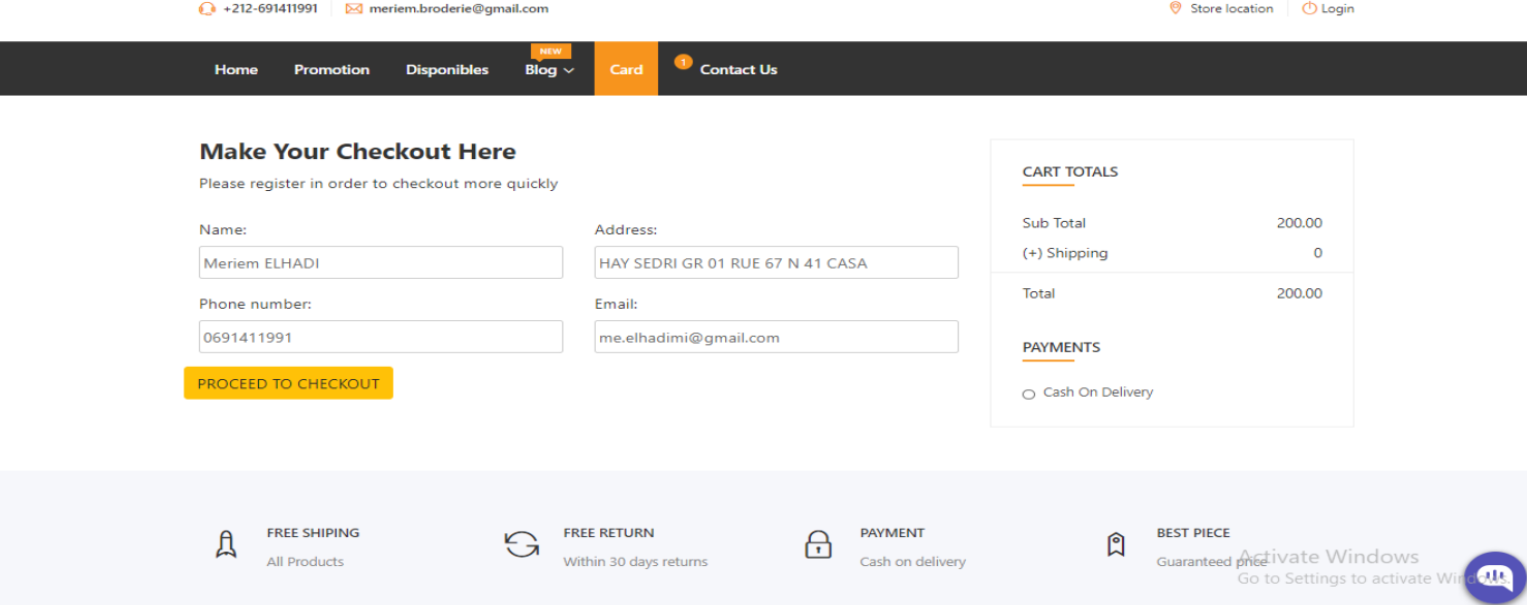 +212-691411991 meriem.broderie@gmail.com Store location Login
NEW
Home Promotion Disponibles Blog Card 1 Contact Us
Make Your Checkout Here
Please register in order to checkout more quickly
Name: Address:
Meriem ELHADI HAY SEDRI GR 01 RUE 67 N 41 CASA
Phone number: Email:
0691411991 me.elhadimi@gmail.com
PROCEED TO CHECKOUT
CART TOTALS
Sub Total 200.00
(+) Shipping 0
Total 200.00
PAYMENTS
Cash On Delivery
FREE SHIPING
All Products
FREE RETURN
Within 30 days returns
PAYMENT
Cash on delivery
BEST PIECE
Guaranteed price
Activate Windows
Go to Settings to activate Windows.